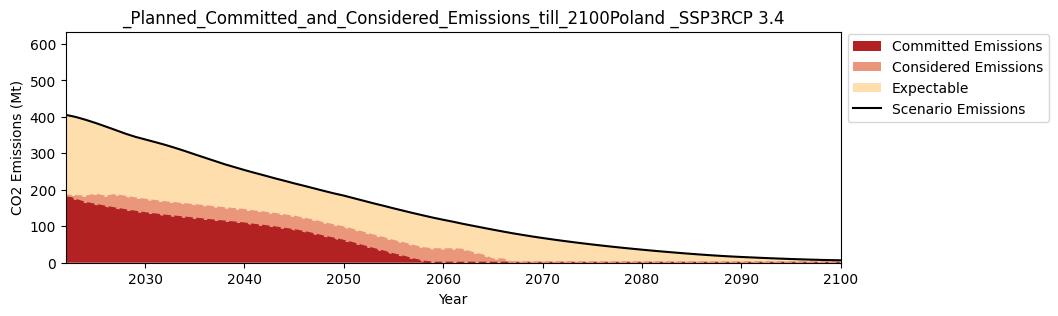 _Planned_Committed_and_Considered_Emissions_till_2100Poland _SSP3RCP 3.4
600
500
400
300
200
100
0
CO2 Emissions (Mt)
2030 2040 2050 2060 2070 2080 2090 2100
Year
Committed Emissions
Considered Emissions
Expectable
Scenario Emissions